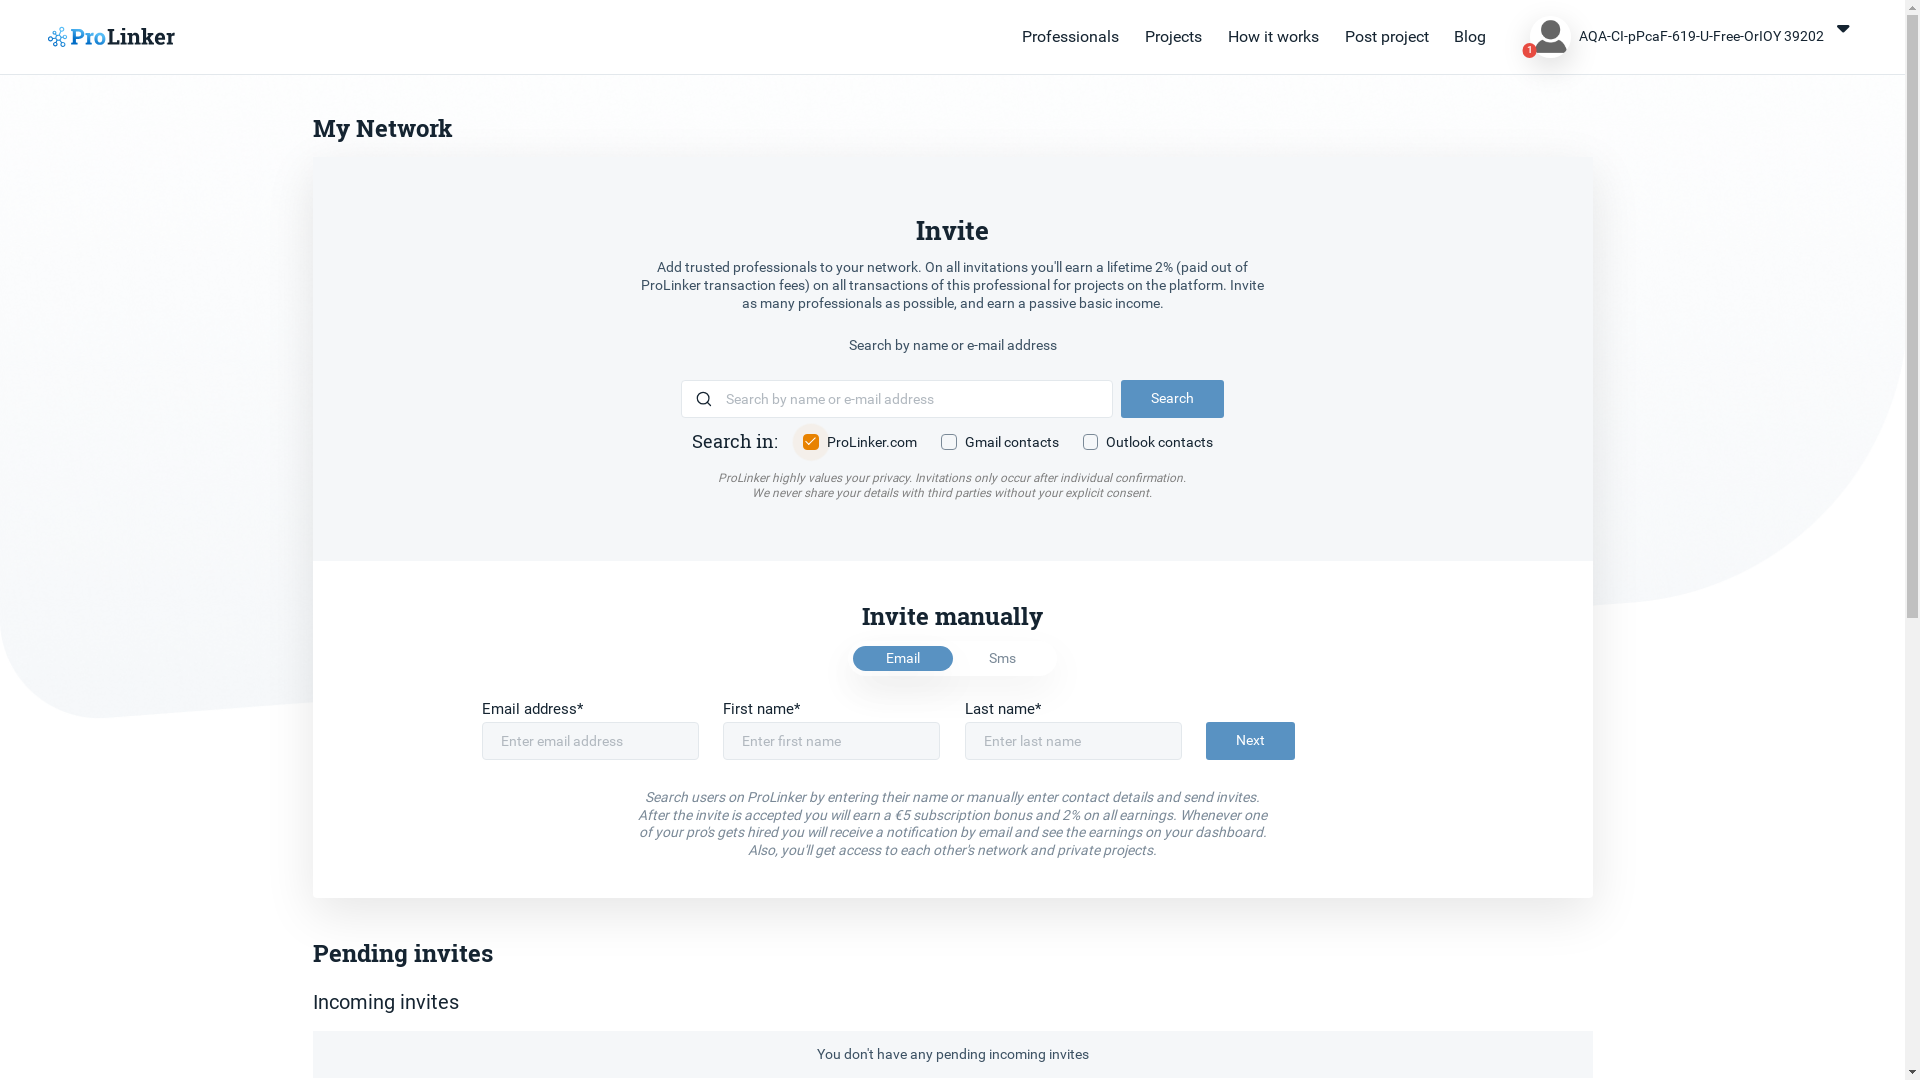 ProLinker
Professionals
Projects
How it works
Post project
Blog
1
AQA-CI-pPcaF-619-U-Free-OrIOY 39202
My Network
Invite
Add trusted professionals to your network. On all invitations you'll earn a lifetime 2% (paid out of
ProLinker transaction fees) on all transactions of this professional for projects on the platform. Invite
as many professionals as possible, and earn a passive basic income.
Search by name or e-mail address
Search by name or e-mail address
Search
Search in:
ProLinker.com
Gmail contacts
Outlook contacts
ProLinker highly values your privacy. Invitations only occur after individual confirmation.
We never share your details with third parties without your explicit consent.
Invite manually
Email
Sms
Email address*
First name*
Last name*
Enter email address
Enter first name
Enter last name
Next
Search users on ProLinker by entering their name or manually enter contact details and send invites.
After the invite is accepted you will earn a €5 subscription bonus and 2% on all earnings. Whenever one
of your pro's gets hired you will receive a notification by email and see the earnings on your dashboard.
Also, you'll get access to each other's network and private projects.
Pending invites
Incoming invites
You don't have any pending incoming invites